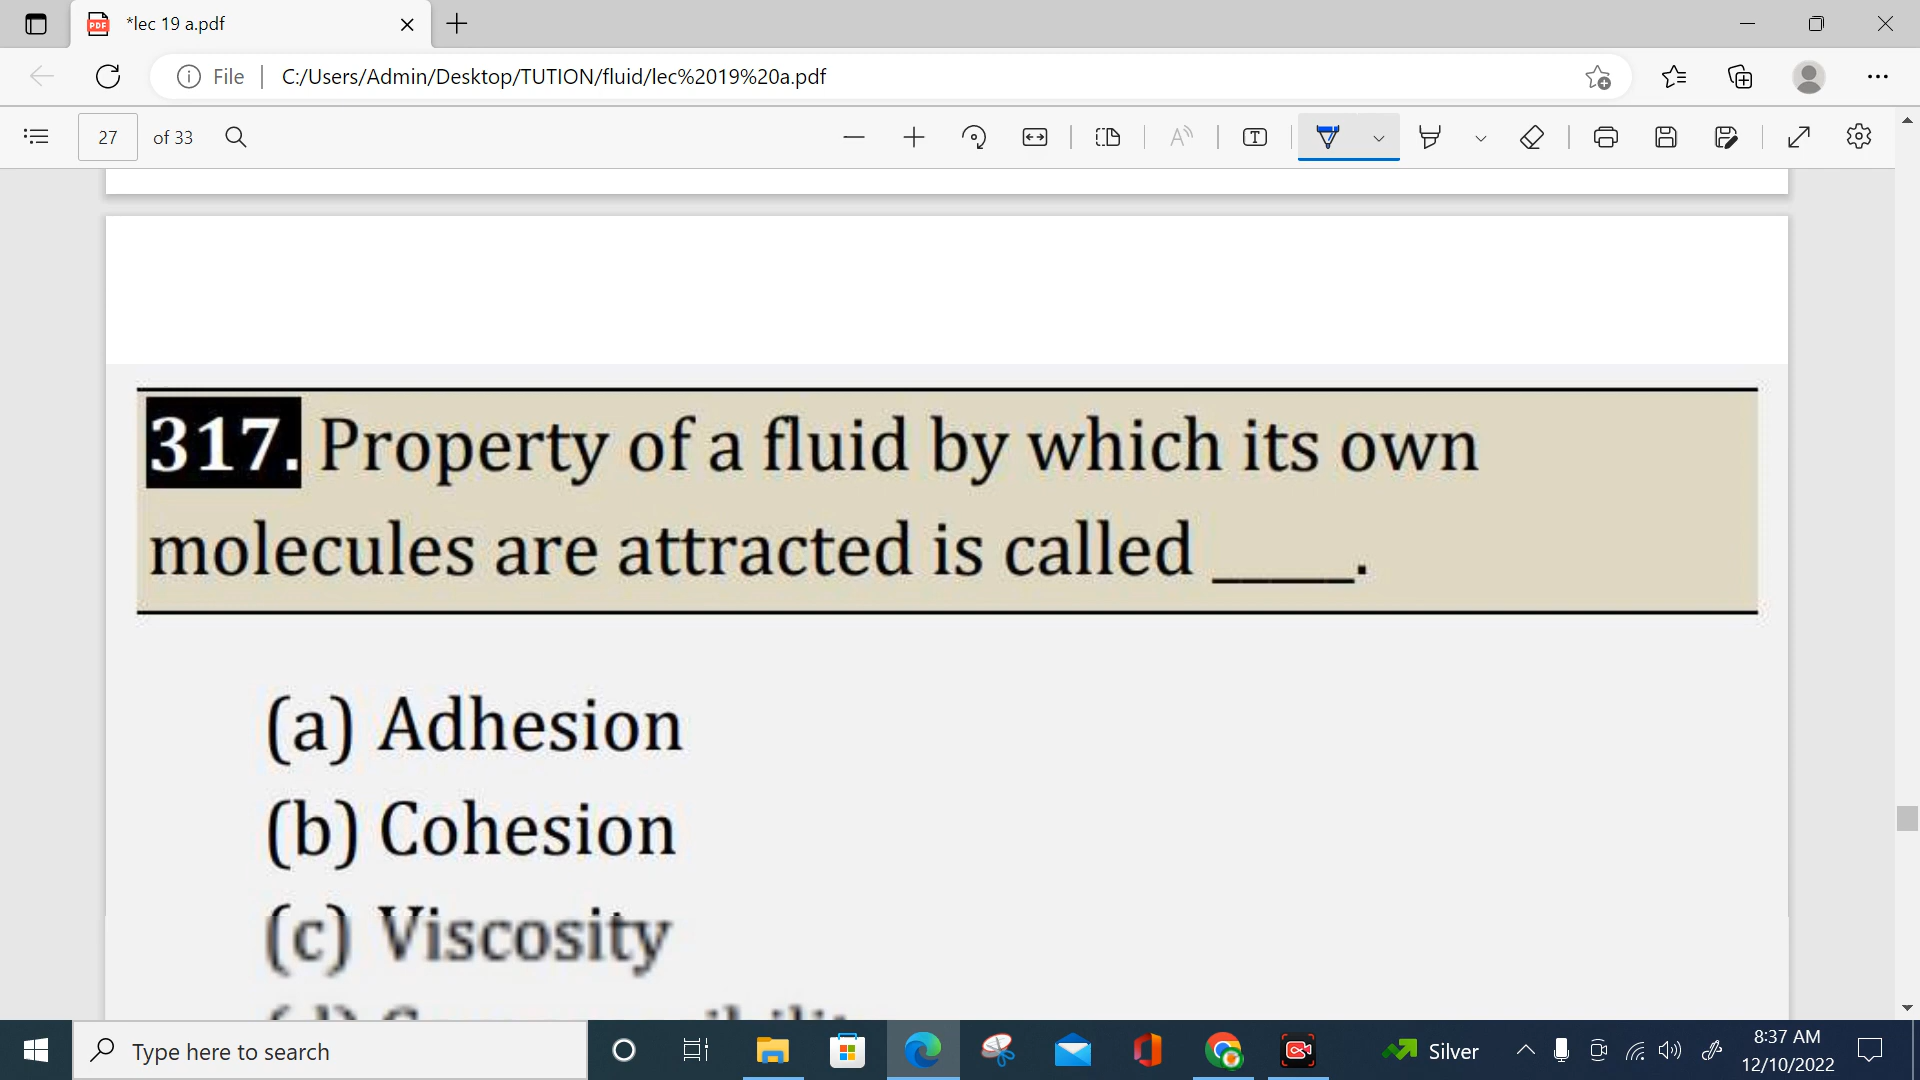 *lec 19 a.pdf
File C:/Users/Admin/Desktop/TUTION/fluid/lec%2019%20a.pdf
27 of 33
317. Property of a fluid by which its own
molecules are attracted is called _____.
(a) Adhesion
(b) Cohesion
(c) Viscosity
Type here to search
Silver
8:37 AM
12/10/2022